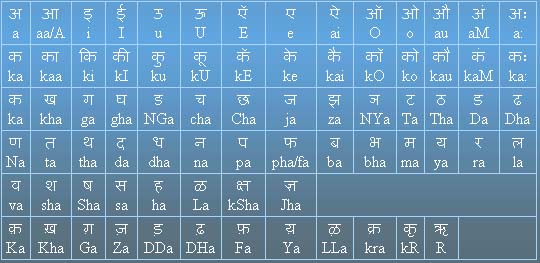 अ आ इ ई उ ऊ ऍ ए ऐ ऑ ओ औ अं अः
a aa/A i I u U E e ai O o au aM a:
क का कि की कु कू कॅ के कै कॉ को कौ कं कः
ka kaa ki kI ku kU kE ke kai kO ko kau kaM ka:
क ख ग घ ङ च छ ज झ ञ ट ठ ड ढ
ka kha ga gha NGa cha Cha ja za NYa Ta Tha Da Dha
ण त थ द ध न प फ ब भ म य र ल
Na ta tha da dha na pa pha/fa ba bha ma ya ra la
व श ष स ह ळ क्ष ज्ञ
va sha Sha sa ha La kSha Jha
क़ ख़ ग़ ज़ ड़ ढ़ फ़ य़ ऴ क्र कृ ऋ
Ka Kha Ga Za DDa DHa Fa Ya LLa kra kR R